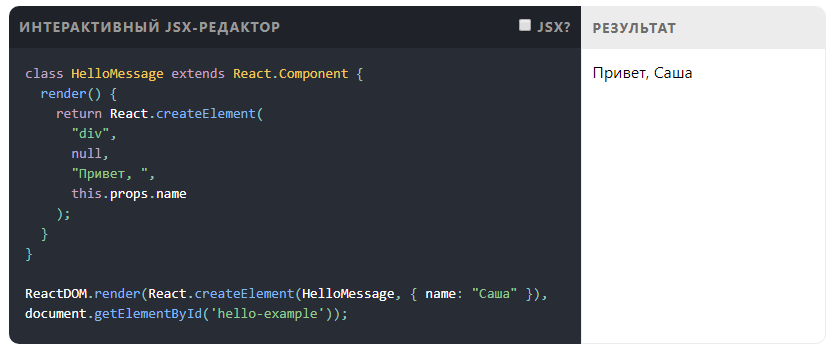 ИНТЕРАКТИВНЫЙ JSX-РЕДАКТОР
JSX?
РЕЗУЛЬТАТ
class HelloMessage extends React.Component {
  render() {
    return React.createElement(
      "div",
      null,
      "Привет, ",
      this.props.name
    );
  }
}
ReactDOM.render(React.createElement(HelloMessage, { name: "Саша" }),
document.getElementById('hello-example'));
Привет, Саша